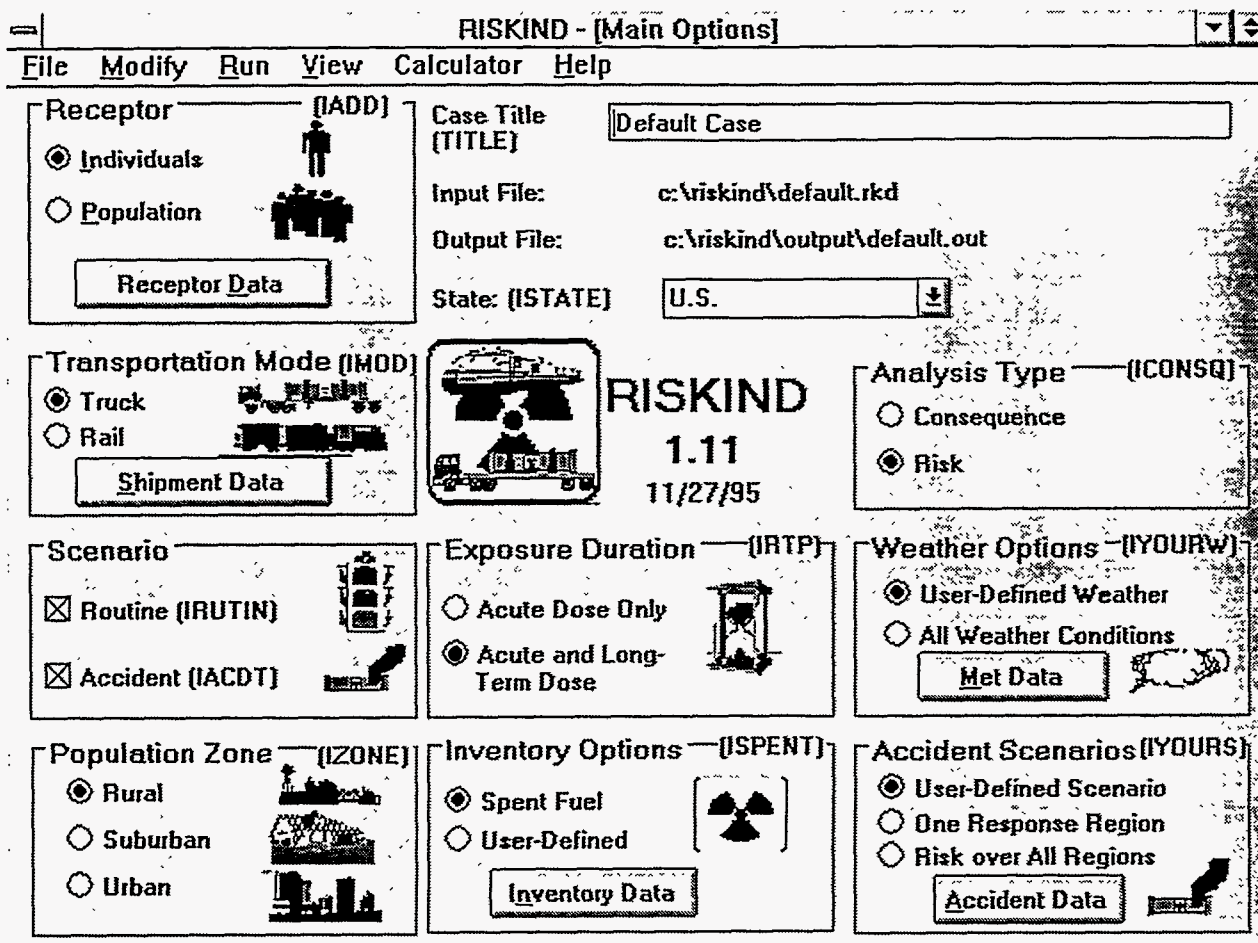 RISKIND - [Main Options]
File Modify Run View Calculator Help
Receptor [IADD]
Individuals
Population
Receptor Data
Case Title
[TITLE]
Default Case
Input File: c:\riskind\default.rkd
Output File: c:\riskind\output\default.out
State: [ISTATE] U.S.
Transportation Mode [IMOD]
Truck
Rail
Shipment Data
RISKIND
1.11
11/27/95
Analysis Type [ICONSQ]
Consequence
Risk
Scenario
Routine [IRUTIN]
Accident [IACDT]
Exposure Duration [IRTP]
Acute Dose Only
Acute and Long-
Term Dose
Weather Options [IYOURW]
User-Defined Weather
All Weather Conditions
Met Data
Population Zone [IZONE]
Rural
Suburban
Urban
Inventory Options [ISPENT]
Spent Fuel
User-Defined
Inventory Data
Accident Scenarios [IYOURS]
User-Defined Scenario
One Response Region
Risk over All Regions
Accident Data